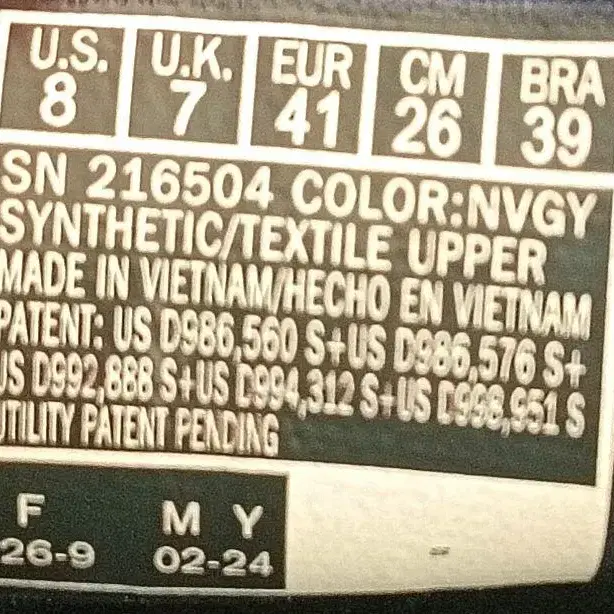 U.S. U.K. EUR CM BRA
8 7 41 26 39
SN 216504 COLOR:NVGY
SYNTHETIC/TEXTILE UPPER
MADE IN VIETNAM/HECHO EN VIETNAM
PATENT: US D986,560 S+US D986,576 S+
US D992,888 S+US D994,312 S+US D998,951 S
UTILITY PATENT PENDING
F M Y
26-9 02-24